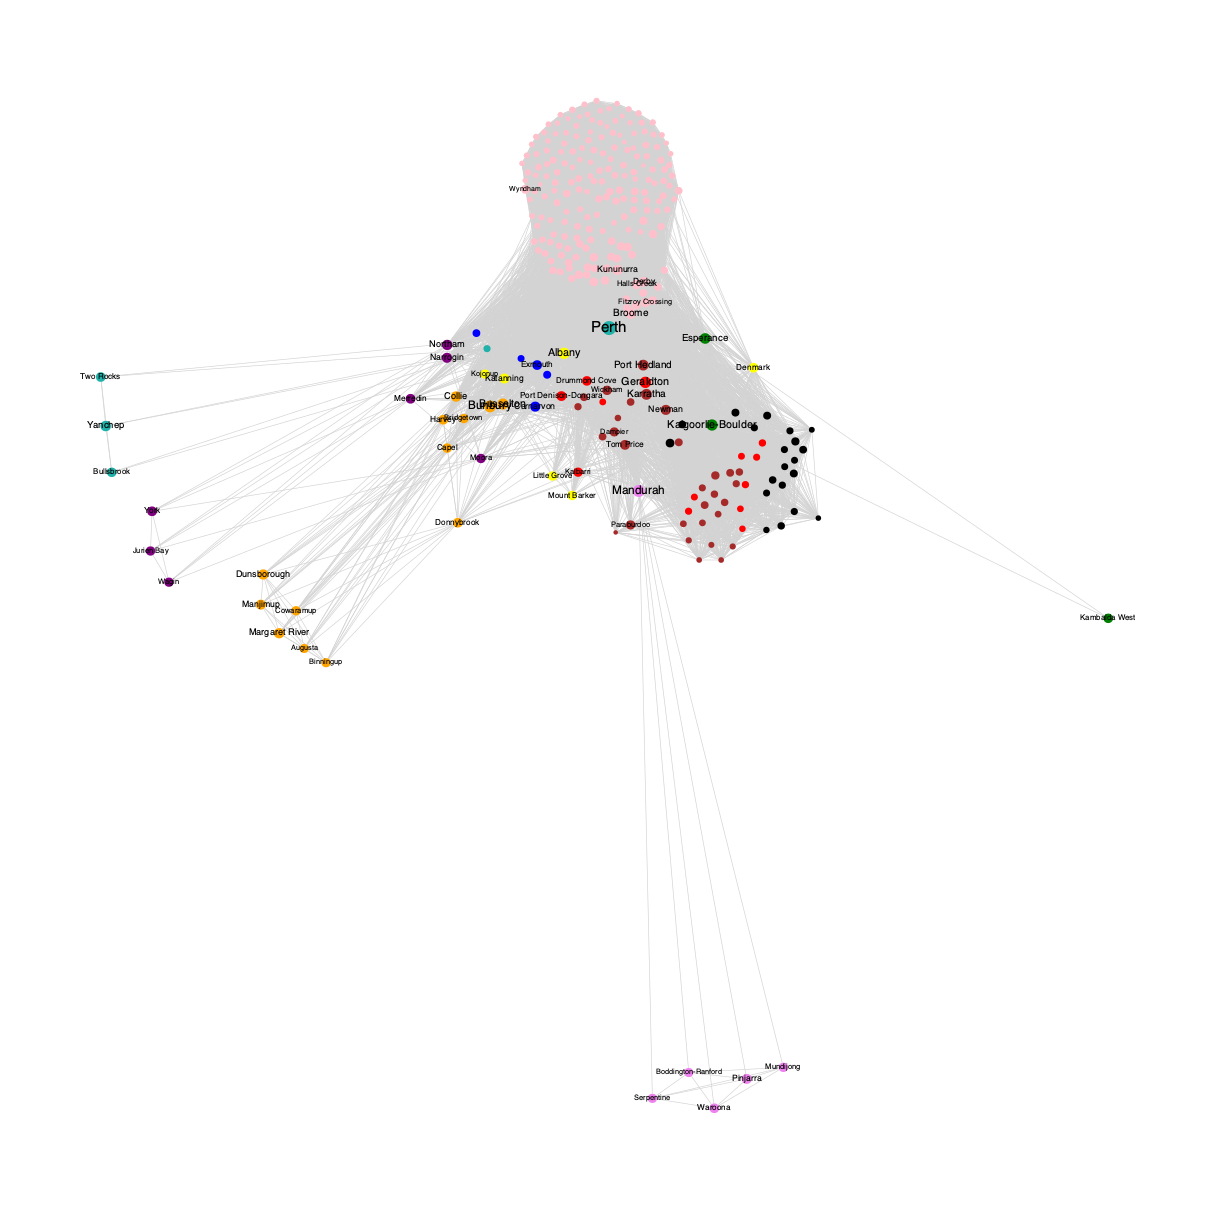 Wyndham
Kununurra
Derby
Halls Creek
Fitzroy Crossing
Broome
Perth
Esperance
Northam
Albany
Narrogin
Exmouth
Port Hedland
Denmark
Kojonup
Katanning
Two Rocks
Drummond Cove
Geraldton
Wickham
Karratha
Merredin
Collie
Port Denison-Dongara
Bunbury
Busselton
Carnarvon
Newman
Harvey
Bridgetown
Yanchep
Kalgoorlie-Boulder
Dampier
Tom Price
Capel
Moora
Bullsbrook
Little Grove
Kalbarri
Mandurah
Mount Barker
York
Donnybrook
Paraburdoo
Jurien Bay
Wagin
Dunsborough
Manjimup
Cowaramup
Kambalda West
Margaret River
Augusta
Binningup
Mundijong
Boddington-Ranford
Pinjarra
Serpentine
Waroona